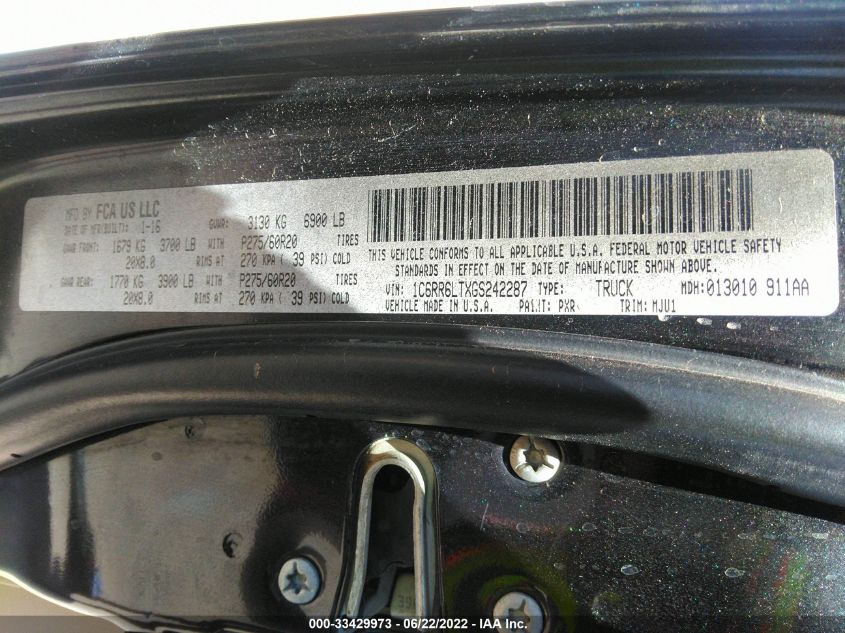 MFD BY FCA US LLC
DATE OF MFR(BUILT): 1-16 GVWR: 3130 KG 6900 LB
GAWR FRONT: 1679 KG 3700 LB WITH P275/60R20 TIRES
20X8.0 RIMS AT 270 KPA ( 39 PSI) COLD
GAWR REAR: 1770 KG 3900 LB WITH P275/60R20 TIRES
20X8.0 RIMS AT 270 KPA ( 39 PSI) COLD
THIS VEHICLE CONFORMS TO ALL APPLICABLE U.S.A. FEDERAL MOTOR VEHICLE SAFETY
STANDARDS IN EFFECT ON THE DATE OF MANUFACTURE SHOWN ABOVE.
VIN: 1C6RR6LTXGS242287 TYPE: TRUCK MDH: 013010 911AA
VEHICLE MADE IN U.S.A. PAINT: PXR TRIM: MJU1
000-33429973 - 06/22/2022 - IAA Inc.